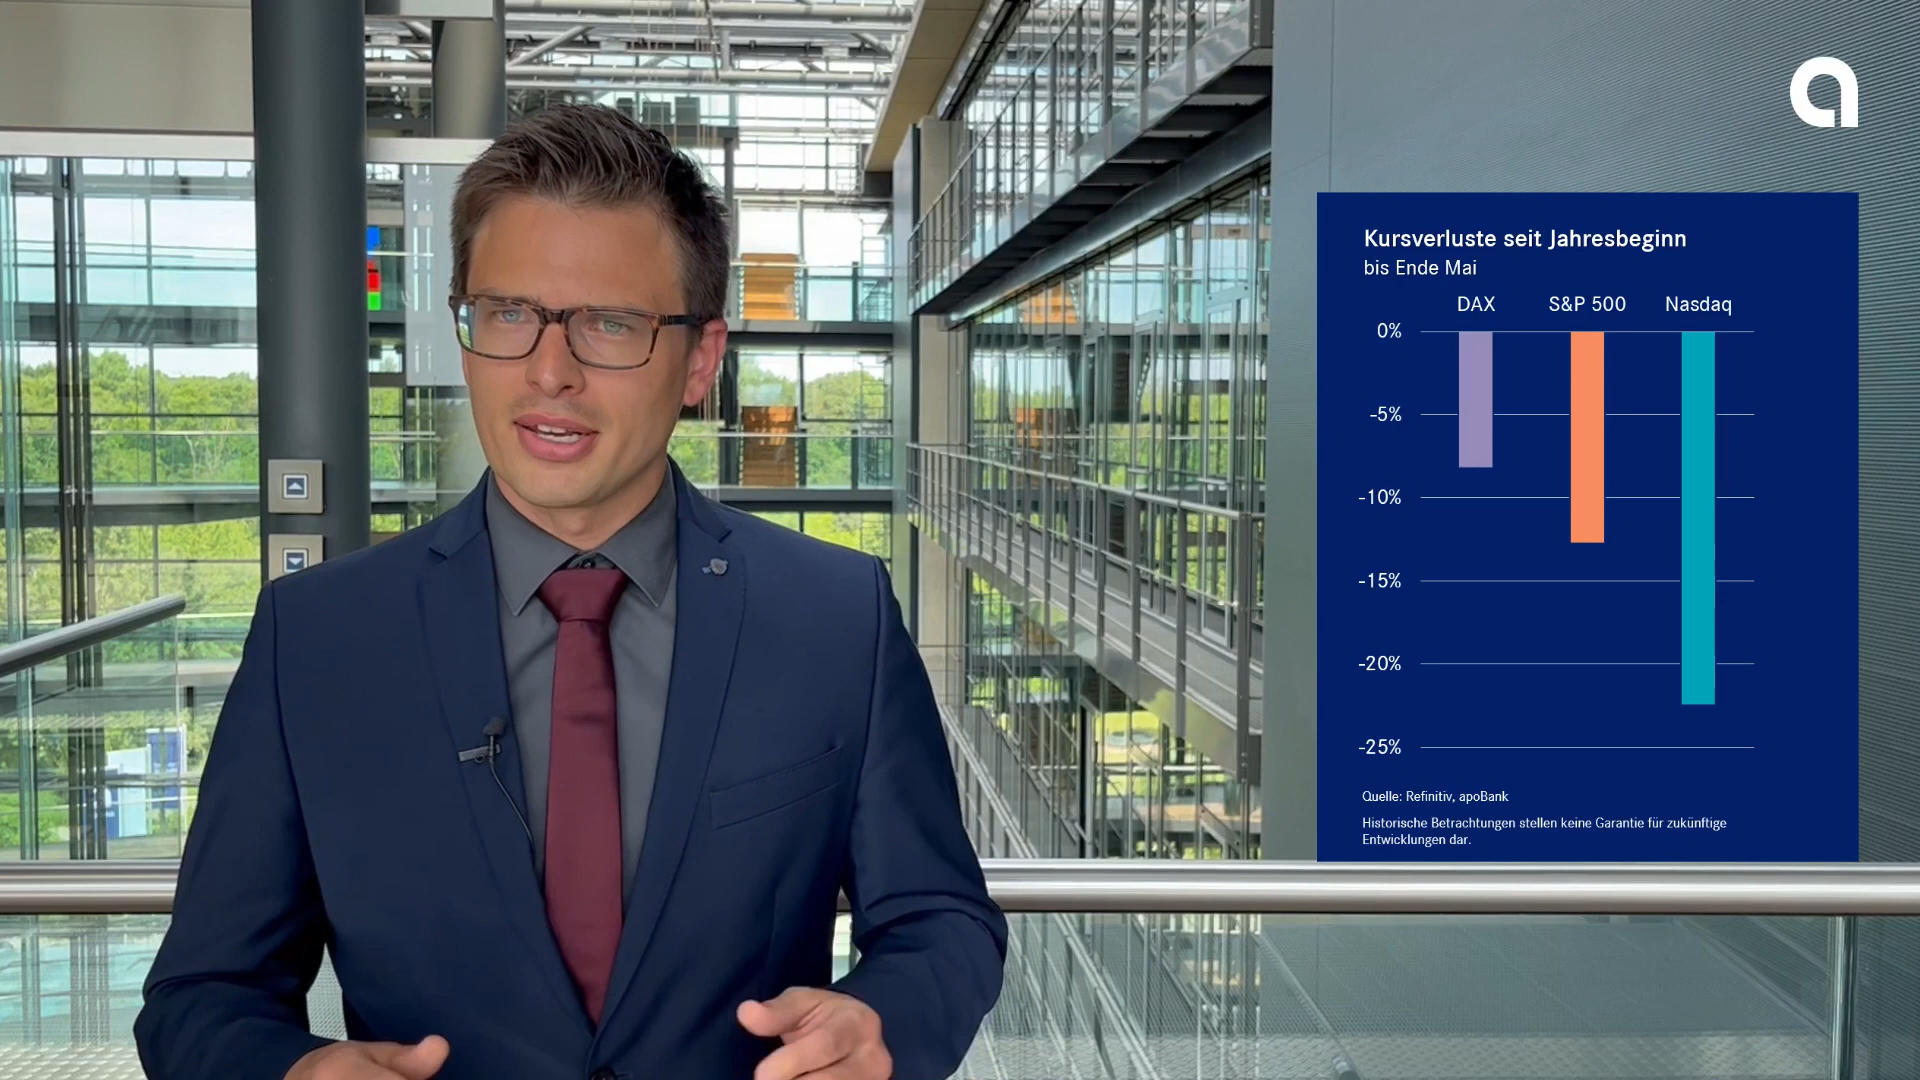 Kursverluste seit Jahresbeginn
bis Ende Mai
DAX S&P 500 Nasdaq
0%
-5%
-10%
-15%
-20%
-25%
Quelle: Refinitiv, apoBank
Historische Betrachtungen stellen keine Garantie für zukünftige
Entwicklungen dar.